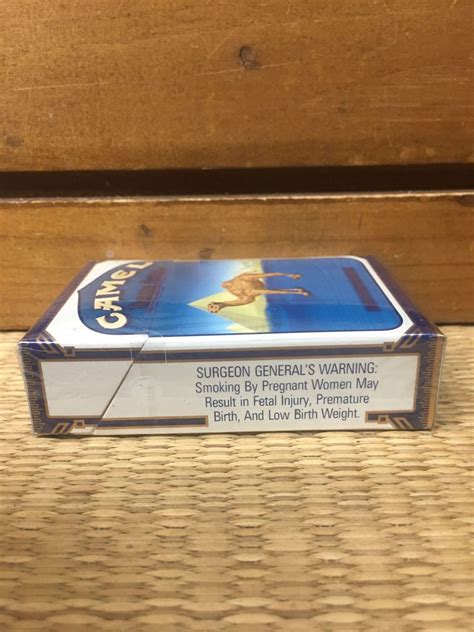 CAMEL
SURGEON GENERAL'S WARNING:
Smoking By Pregnant Women May
Result in Fetal Injury, Premature
Birth, And Low Birth Weight.